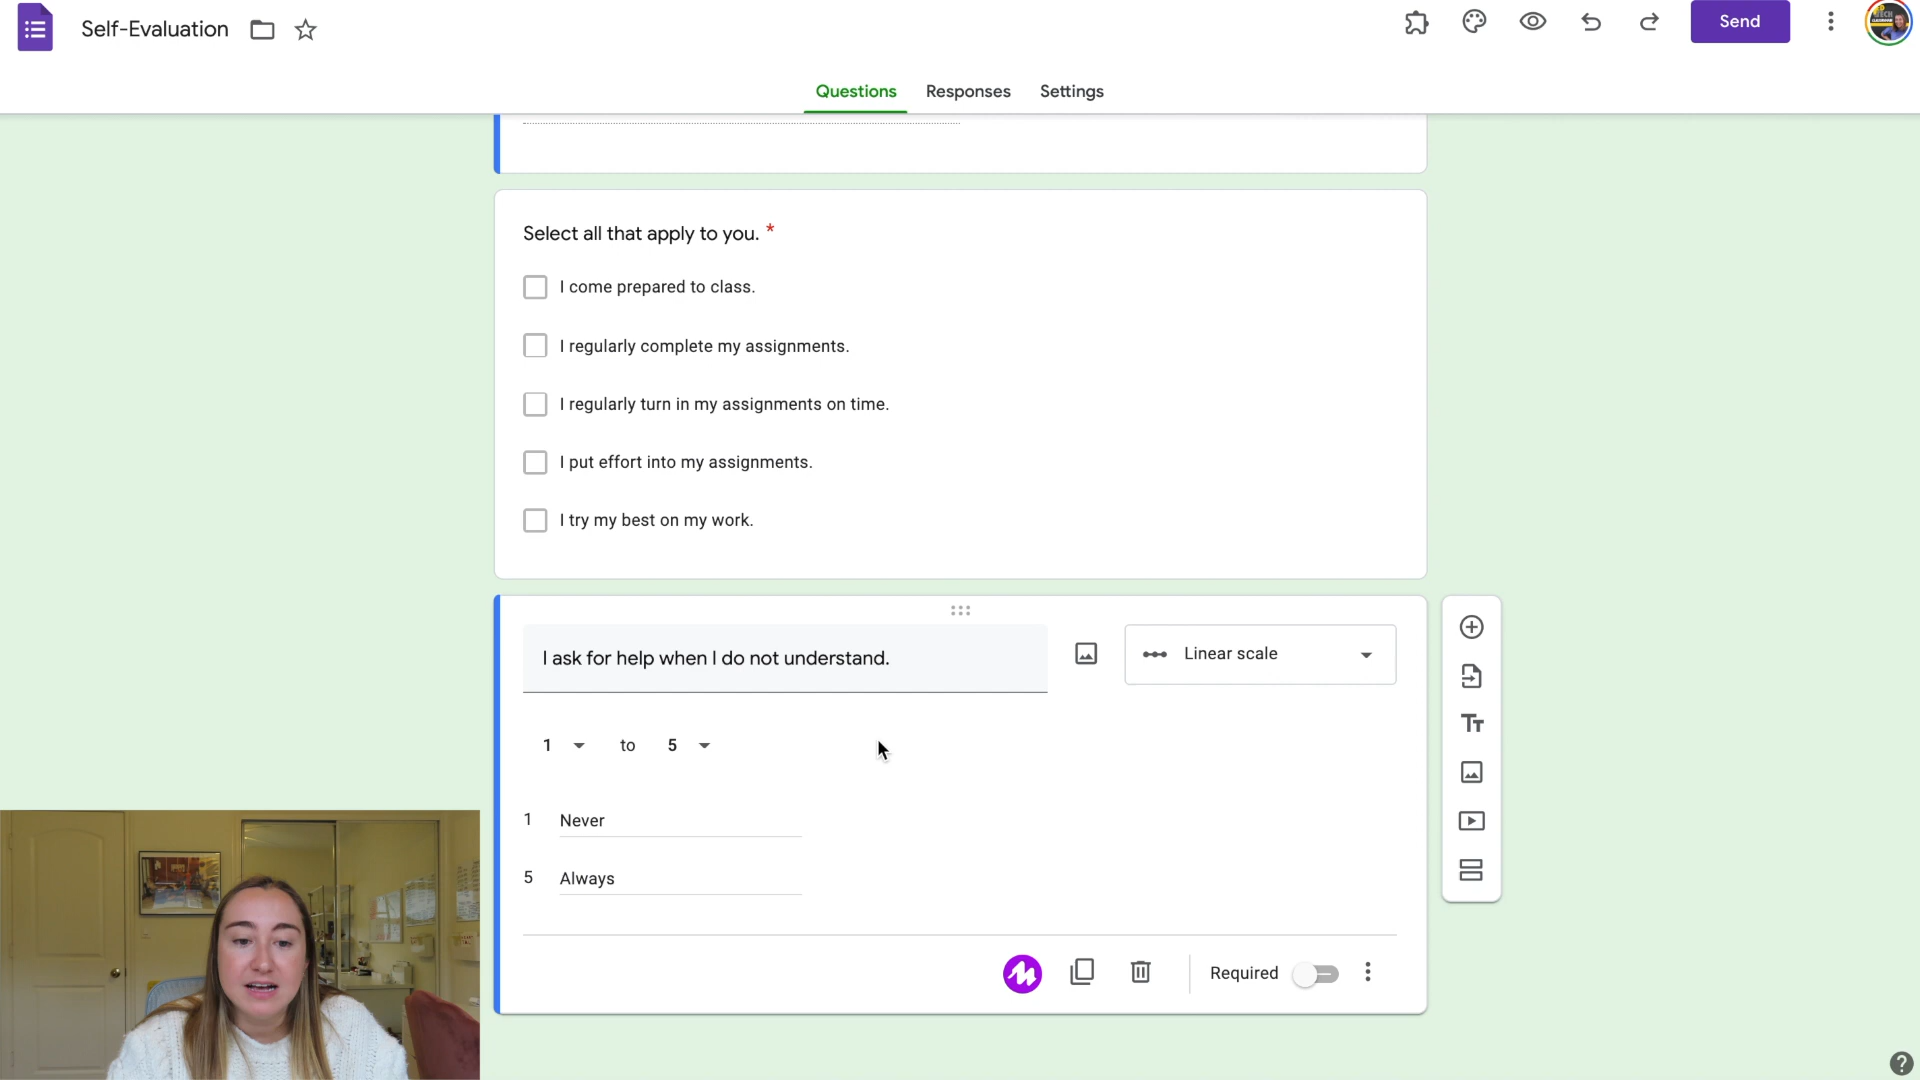 Self-Evaluation
Send
Questions Responses Settings
Select all that apply to you. *
I come prepared to class.
I regularly complete my assignments.
I regularly turn in my assignments on time.
I put effort into my assignments.
I try my best on my work.
I ask for help when I do not understand.
Linear scale
1 to 5
1 Never
5 Always
Required